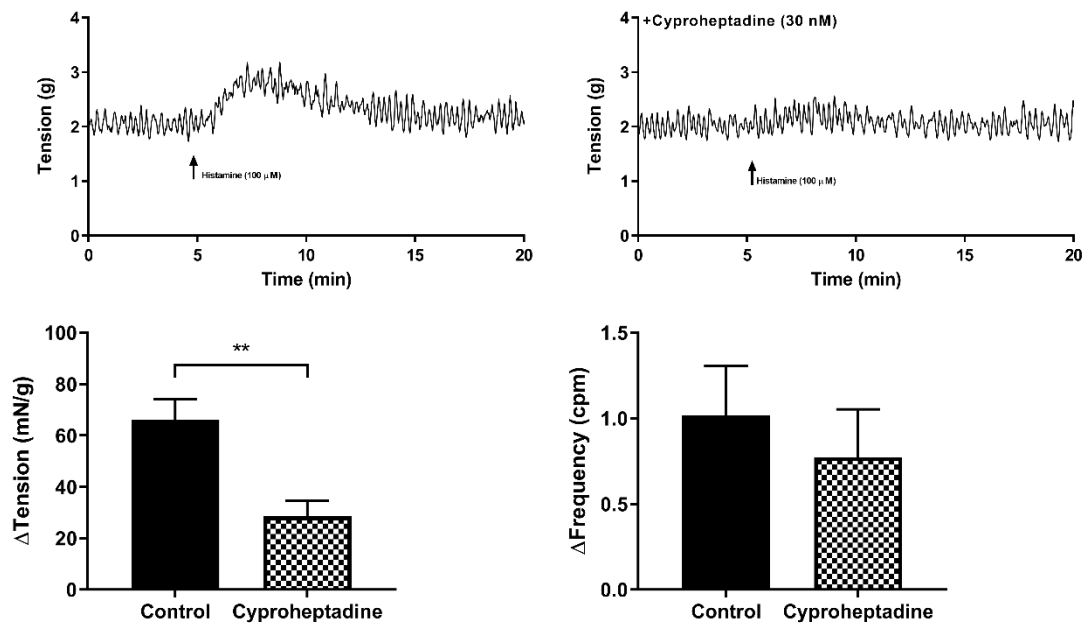 4
3
2
1
0
Tension (g)
Histamine (100 μM)
0 5 10 15 20
Time (min)
+Cyproheptadine (30 nM)
4
3
2
1
0
Tension (g)
Histamine (100 μM)
0 5 10 15 20
Time (min)
100
80
60
40
20
0
ΔTension (mN/g)
**
Control Cyproheptadine
1.5
1.0
0.5
0.0
ΔFrequency (cpm)
Control Cyproheptadine